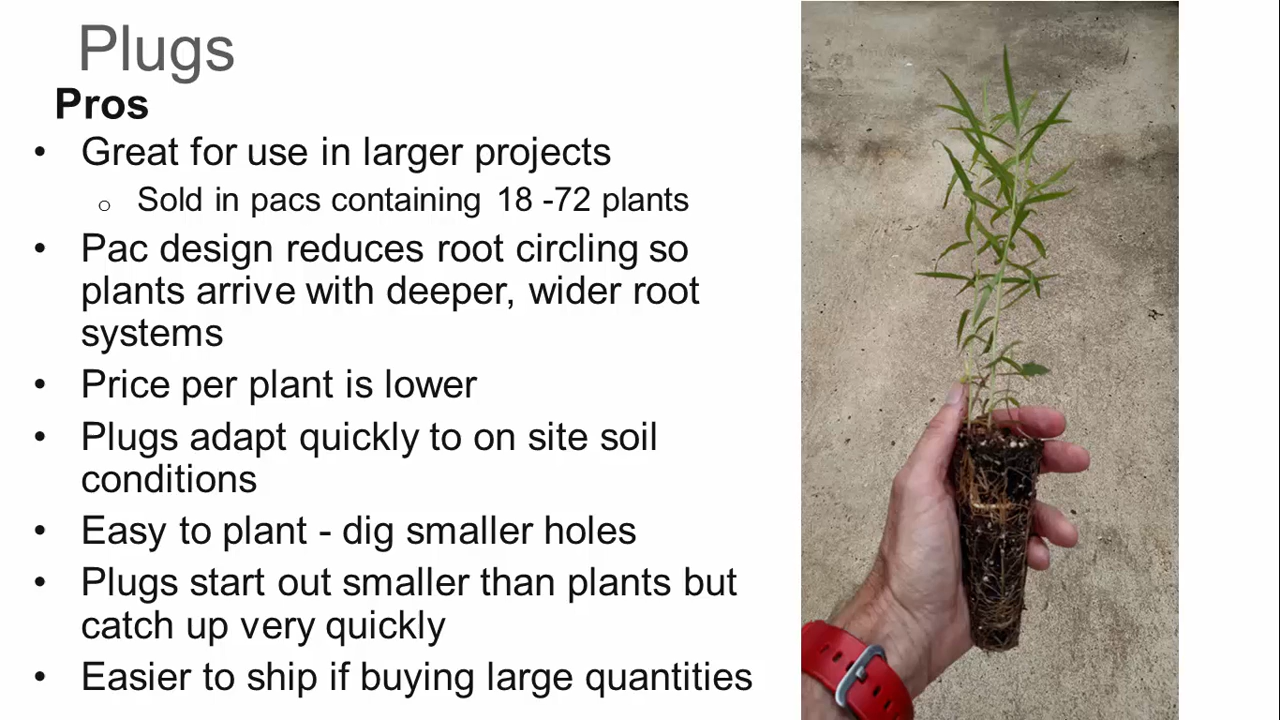 Plugs
Pros
• Great for use in larger projects
o Sold in pacs containing 18 -72 plants
• Pac design reduces root circling so
plants arrive with deeper, wider root
systems
• Price per plant is lower
• Plugs adapt quickly to on site soil
conditions
• Easy to plant - dig smaller holes
• Plugs start out smaller than plants but
catch up very quickly
• Easier to ship if buying large quantities